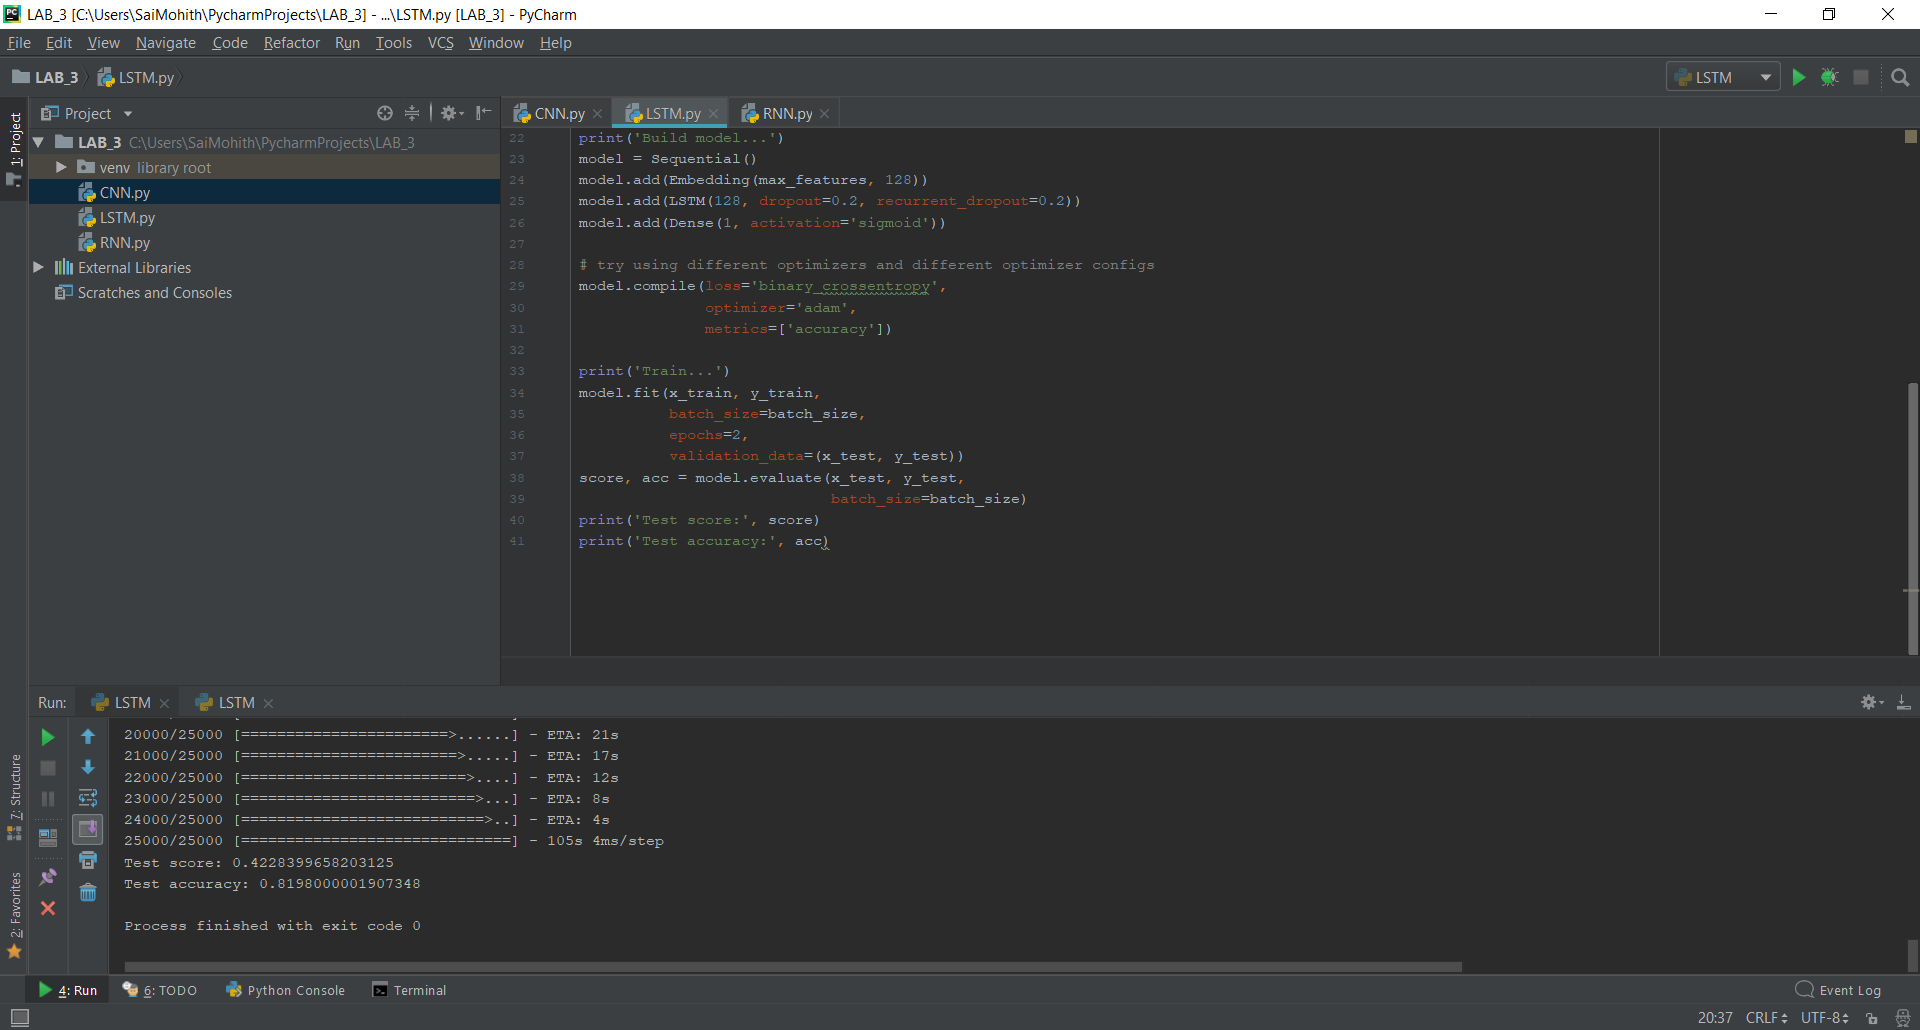 LAB_3 [C:\Users\SaiMohith\PycharmProjects\LAB_3] - ...\LSTM.py [LAB_3] - PyCharm
File Edit View Navigate Code Refactor Run Tools VCS Window Help
LAB_3 LSTM.py LSTM
1: Project
Project
CNN.py LSTM.py RNN.py
LAB_3 C:\Users\SaiMohith\PycharmProjects\LAB_3
venv library root
CNN.py
LSTM.py
RNN.py
External Libraries
Scratches and Consoles
22 print('Build model...')
23 model = Sequential()
24 model.add(Embedding(max_features, 128))
25 model.add(LSTM(128, dropout=0.2, recurrent_dropout=0.2))
26 model.add(Dense(1, activation='sigmoid'))
27
28 # try using different optimizers and different optimizer configs
29 model.compile(loss='binary_crossentropy',
30 optimizer='adam',
31 metrics=['accuracy'])
32
33 print('Train...')
34 model.fit(x_train, y_train,
35 batch_size=batch_size,
36 epochs=2,
37 validation_data=(x_test, y_test))
38 score, acc = model.evaluate(x_test, y_test,
39 batch_size=batch_size)
40 print('Test score:', score)
41 print('Test accuracy:', acc)
Run: LSTM LSTM
20000/25000 [=======================>......] - ETA: 21s
21000/25000 [========================>.....] - ETA: 17s
22000/25000 [=========================>....] - ETA: 12s
23000/25000 [==========================>...] - ETA: 8s
24000/25000 [===========================>..] - ETA: 4s
25000/25000 [==============================] - 105s 4ms/step
Test score: 0.4228399658203125
Test accuracy: 0.8198000001907348
Process finished with exit code 0
7: Structure
2: Favorites
4: Run 6: TODO Python Console Terminal Event Log
20:37 CRLF UTF-8